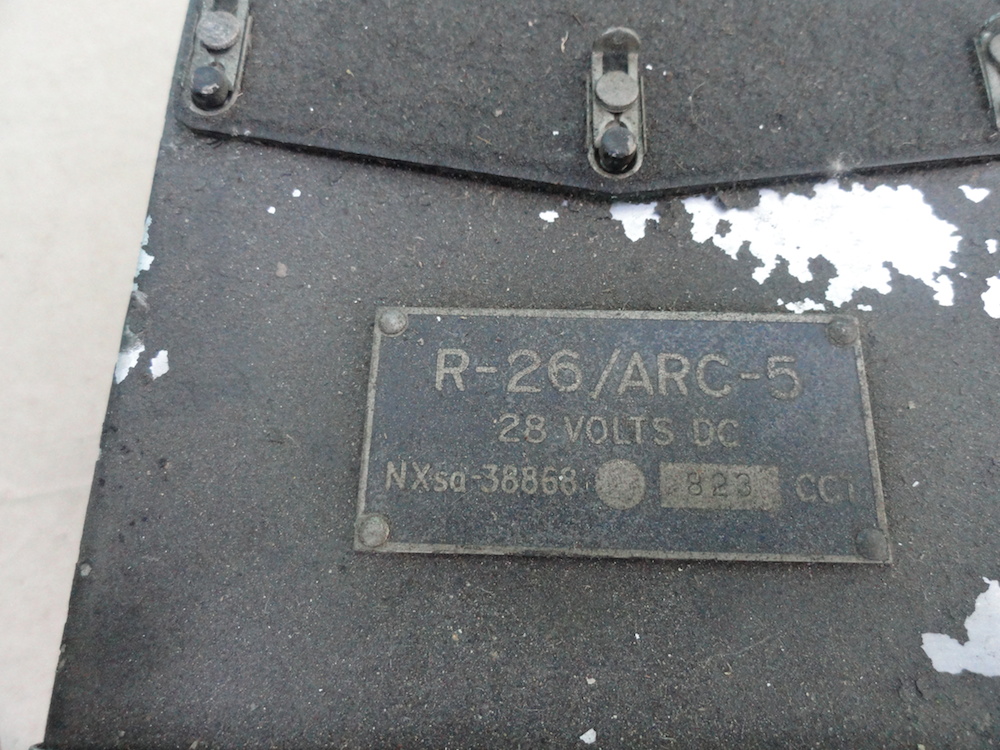 R-26/ARC-5
28 VOLTS DC
NXsa-38868 823 CCT